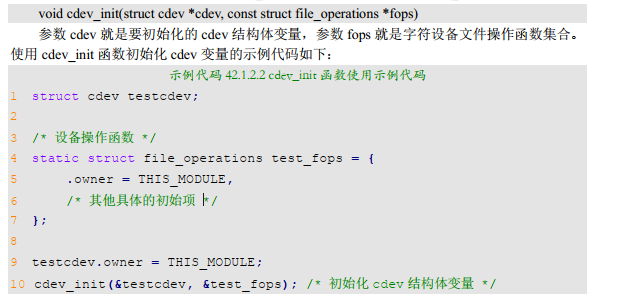 void cdev_init(struct cdev *cdev, const struct file_operations *fops)
参数 cdev 就是要初始化的 cdev 结构体变量，参数 fops 就是字符设备文件操作函数集合。
使用 cdev_init 函数初始化 cdev 变量的示例代码如下：
示例代码 42.1.2.2 cdev_init 函数使用示例代码
1 struct cdev testcdev;
2
3 /* 设备操作函数 */
4 static struct file_operations test_fops = {
5 .owner = THIS_MODULE,
6 /* 其他具体的初始项 */
7 };
8
9 testcdev.owner = THIS_MODULE;
10 cdev_init(&testcdev, &test_fops); /* 初始化 cdev 结构体变量 */